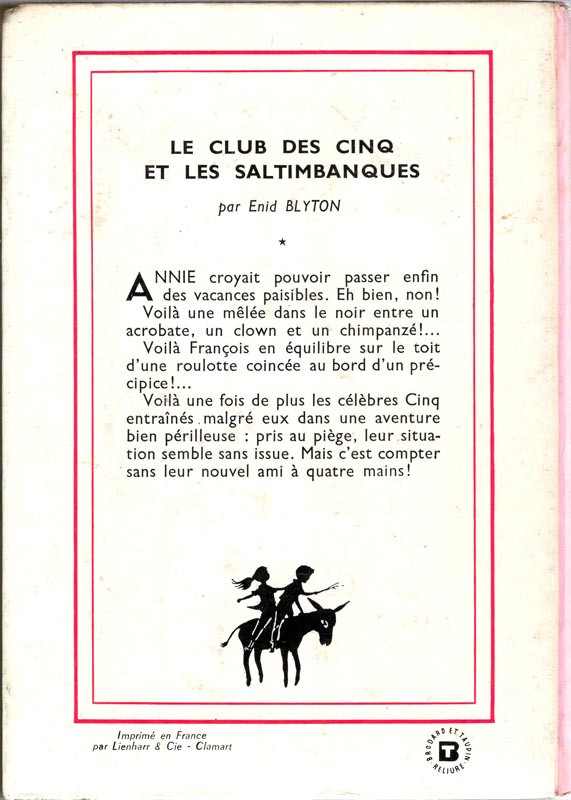 LE CLUB DES CINQ
ET LES SALTIMBANQUES
par Enid BLYTON
★
ANNIE croyait pouvoir passer enfin
des vacances paisibles. Eh bien, non!
Voilà une mêlée dans le noir entre un
acrobate, un clown et un chimpanzé!...
Voilà François en équilibre sur le toit
d'une roulotte coincée au bord d'un pré-
cipice!...
Voilà une fois de plus les célèbres Cinq
entraînés malgré eux dans une aventure
bien périlleuse : pris au piège, leur situa-
tion semble sans issue. Mais c'est compter
sans leur nouvel ami à quatre mains!
Imprimé en France
par Lienharr & Cie - Clamart
BRODARD ET TAUPIN
BT
RELIURE